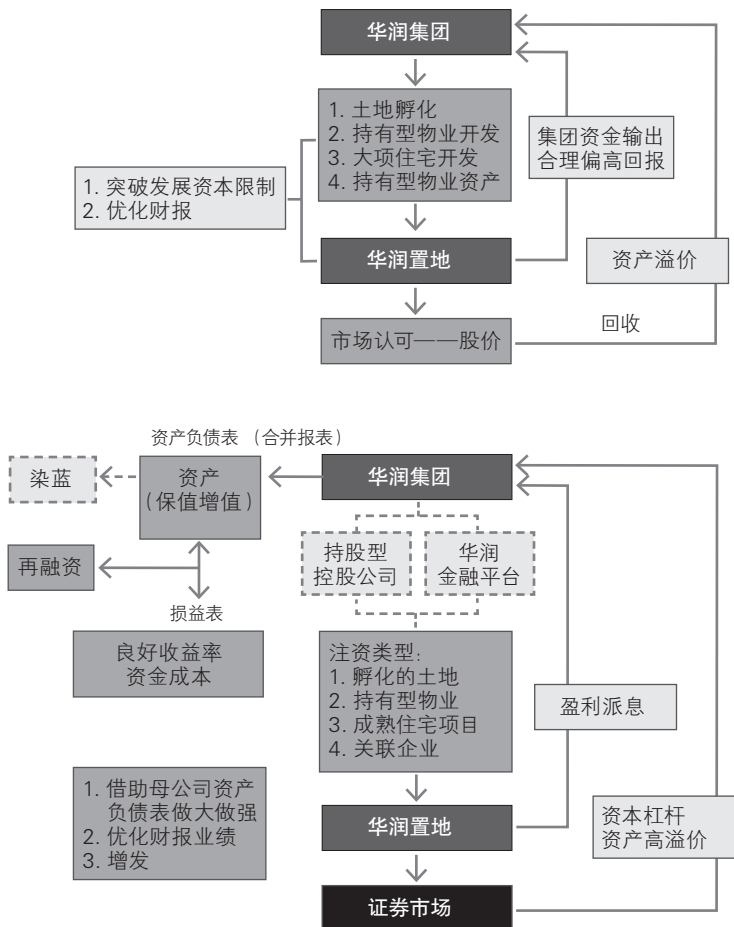 华润集团
1. 土地孵化
2. 持有型物业开发
3. 大项住宅开发
4. 持有型物业资产
集团资金输出
合理偏高回报
1. 突破发展资本限制
2. 优化财报
华润置地
资产溢价
市场认可——股价
回收
资产负债表 （合并报表）
染蓝
资产
（保值增值）
华润集团
持股型
控股公司
华润
金融平台
再融资
损益表
良好收益率
资金成本
注资类型:
1. 孵化的土地
2. 持有型物业
3. 成熟住宅项目
4. 关联企业
盈利派息
1. 借助母公司资产
负债表做大做强
2. 优化财报业绩
3. 增发
华润置地
资本杠杆
资产高溢价
证券市场